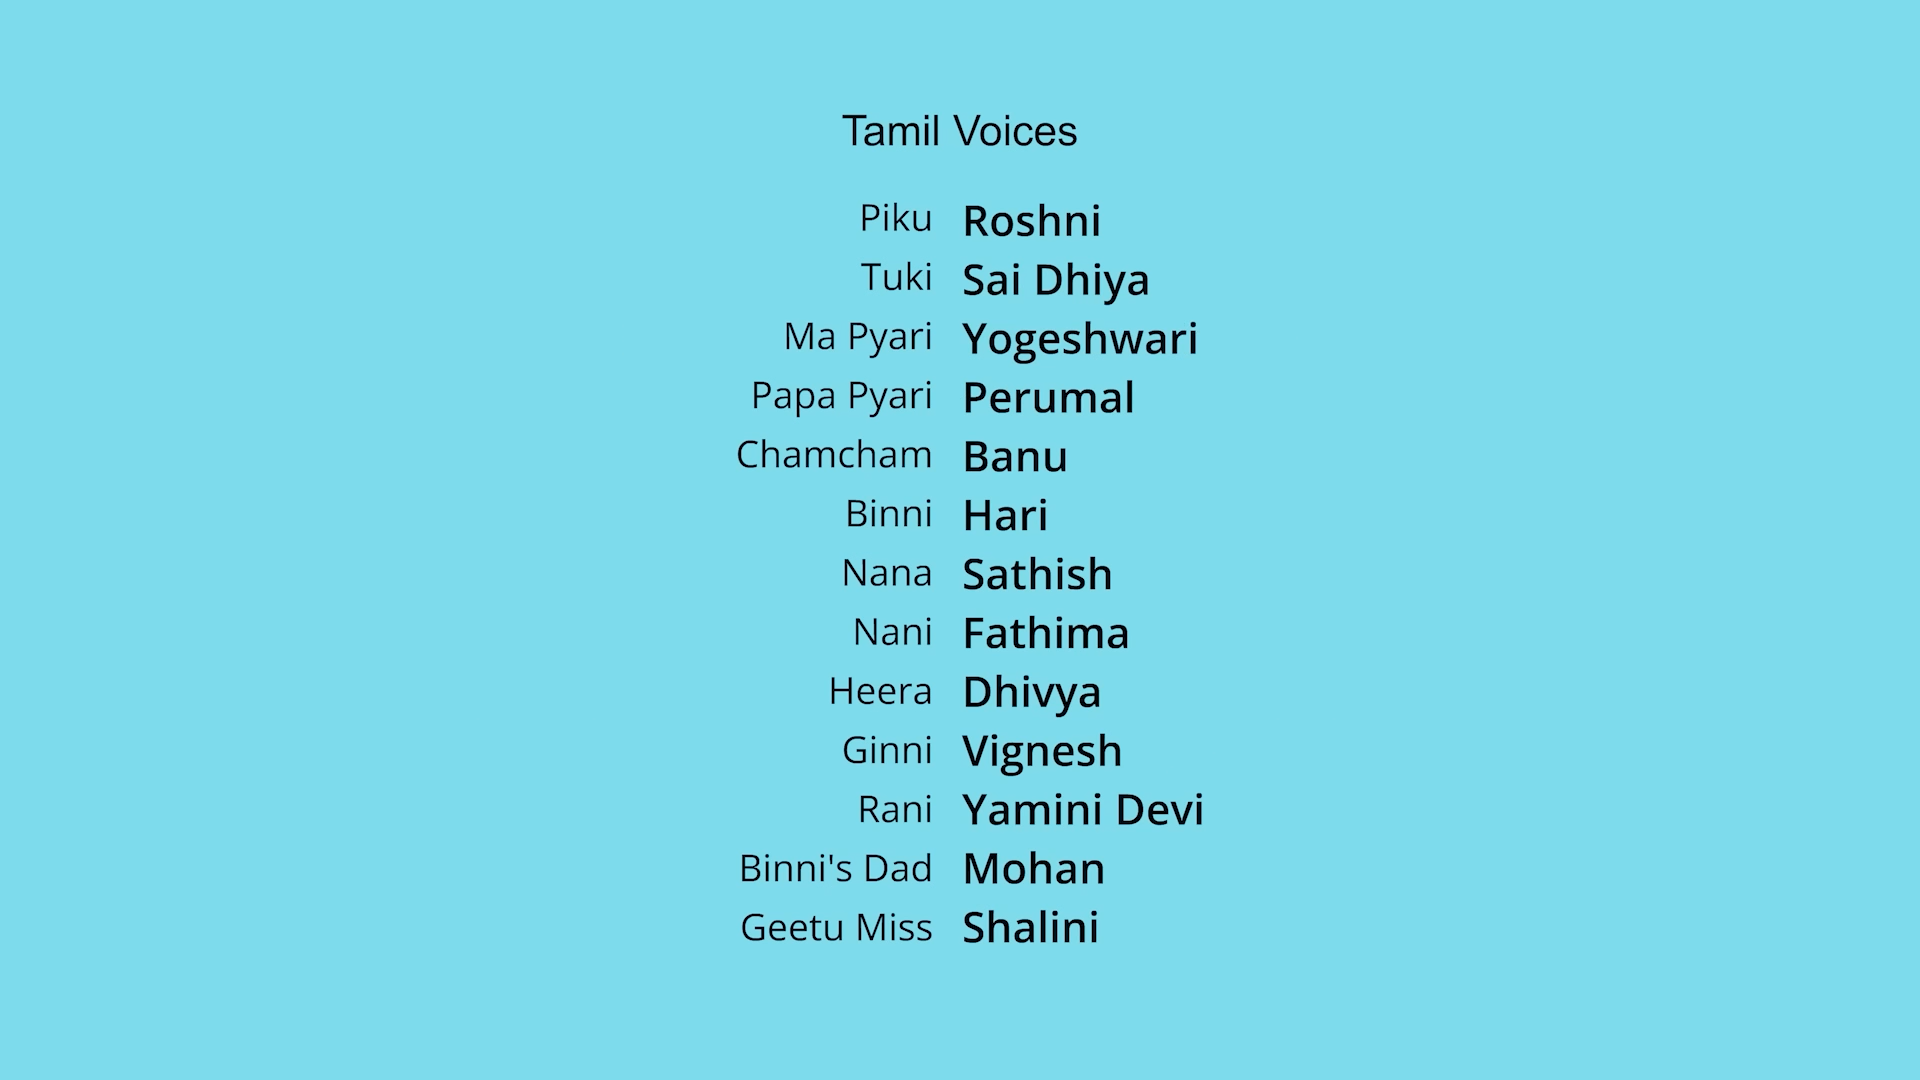 Tamil Voices
Piku Roshni
Tuki Sai Dhiya
Ma Pyari Yogeshwari
Papa Pyari Perumal
Chamcham Banu
Binni Hari
Nana Sathish
Nani Fathima
Heera Dhivya
Ginni Vignesh
Rani Yamini Devi
Binni's Dad Mohan
Geetu Miss Shalini